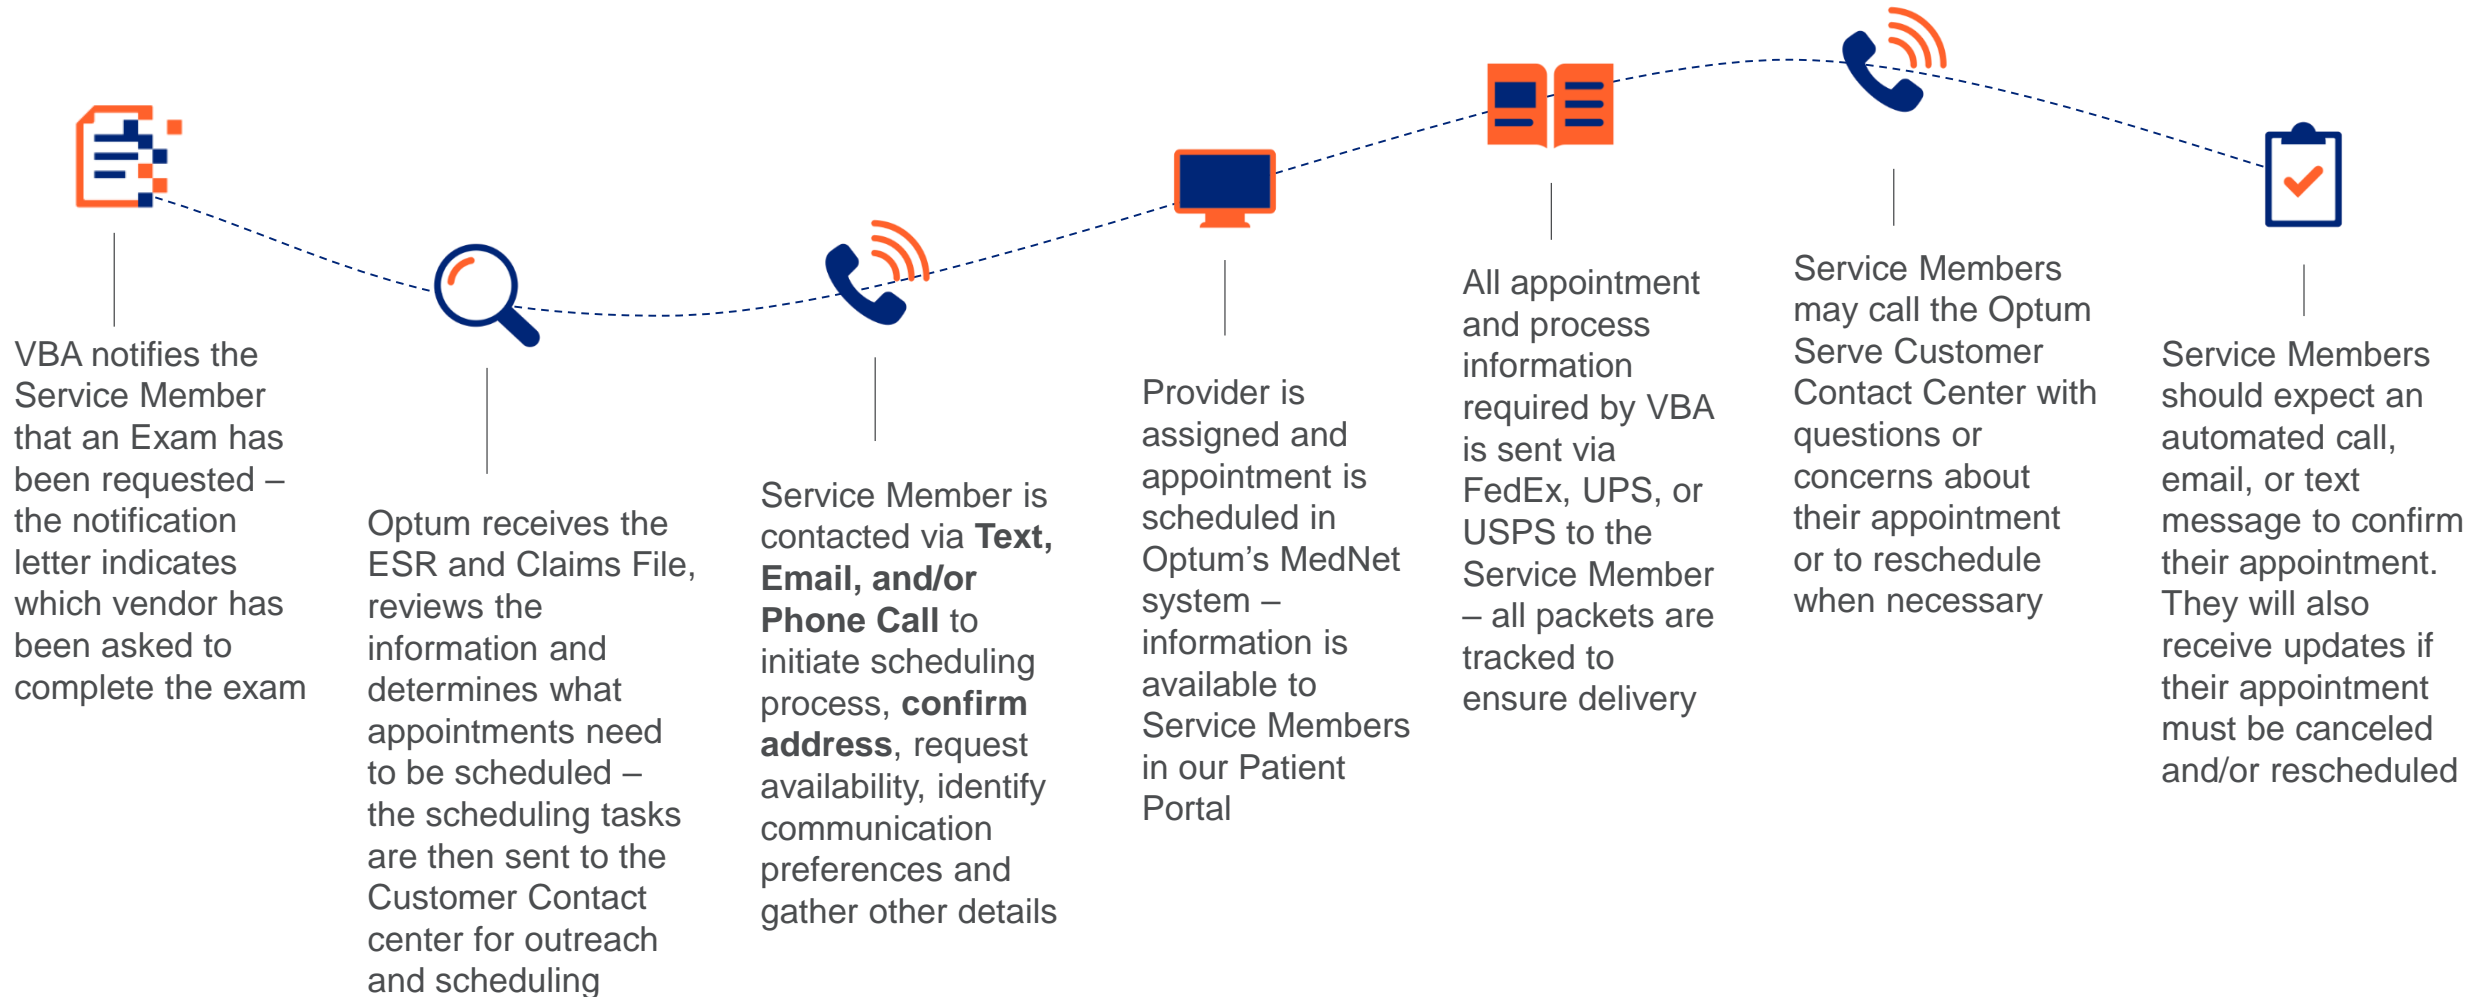 VBA notifies the
Service Member
that an Exam has
been requested –
the notification
letter indicates
which vendor has
been asked to
complete the exam
Optum receives the
ESR and Claims File,
reviews the
information and
determines what
appointments need
to be scheduled –
the scheduling tasks
are then sent to the
Customer Contact
center for outreach
and scheduling
Service Member is
contacted via Text,
Email, and/or
Phone Call to
initiate scheduling
process, confirm
address, request
availability, identify
communication
preferences and
gather other details
Provider is
assigned and
appointment is
scheduled in
Optum’s MedNet
system –
information is
available to
Service Members
in our Patient
Portal
All appointment
and process
information
required by VBA
is sent via
FedEx, UPS, or
USPS to the
Service Member
– all packets are
tracked to
ensure delivery
Service Members
may call the Optum
Serve Customer
Contact Center with
questions or
concerns about
their appointment
or to reschedule
when necessary
Service Members
should expect an
automated call,
email, or text
message to confirm
their appointment.
They will also
receive updates if
their appointment
must be canceled
and/or rescheduled